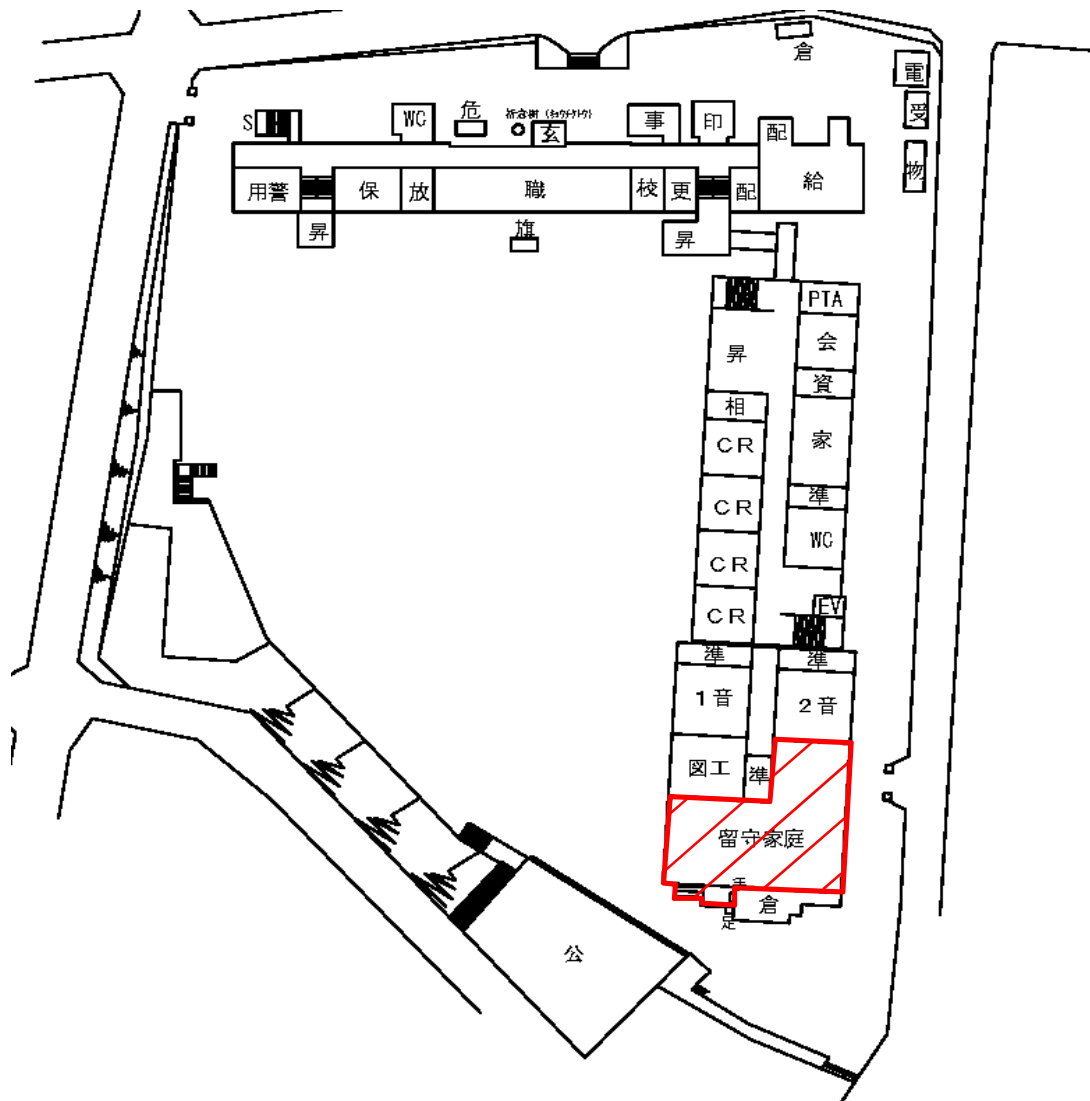 倉
電
受
物
S
WC
危
玄
事
印
配
給
用警
保
放
職
校
更
配
昇
旗
昇
PTA
会
資
家
準
WC
EV
昇
相
CR
CR
CR
CR
準
準
1音
2音
図工
準
留守家庭
手
倉
足
公